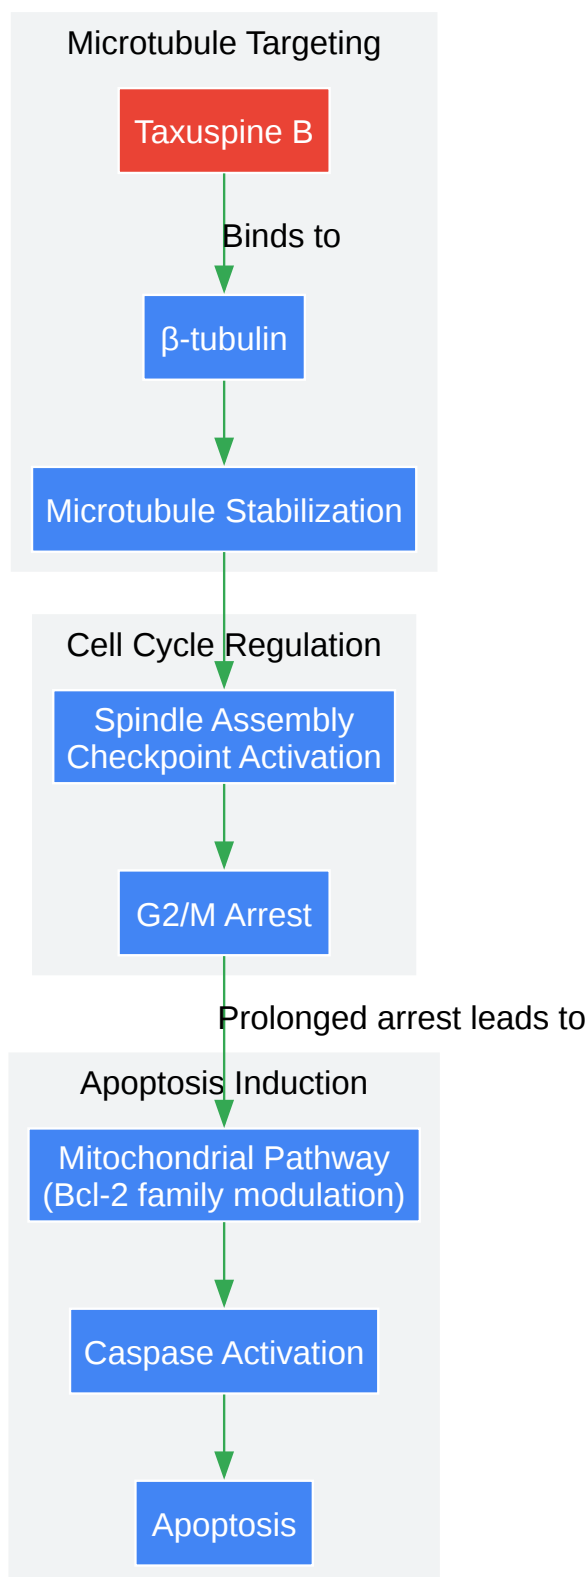 Microtubule Targeting
Taxuspine B
Binds to
β-tubulin
Microtubule Stabilization
Cell Cycle Regulation
Spindle Assembly
Checkpoint Activation
G2/M Arrest
Prolonged arrest leads to
Apoptosis Induction
Mitochondrial Pathway
(Bcl-2 family modulation)
Caspase Activation
Apoptosis